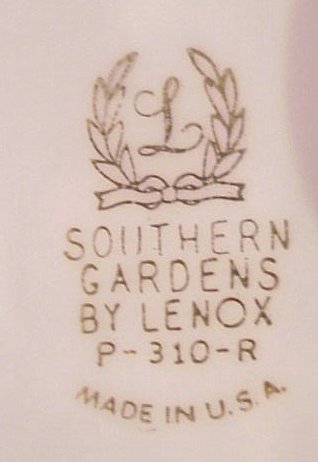 L
SOUTHERN
GARDENS
BY LENOX
P-310-R
MADE IN U.S.A.